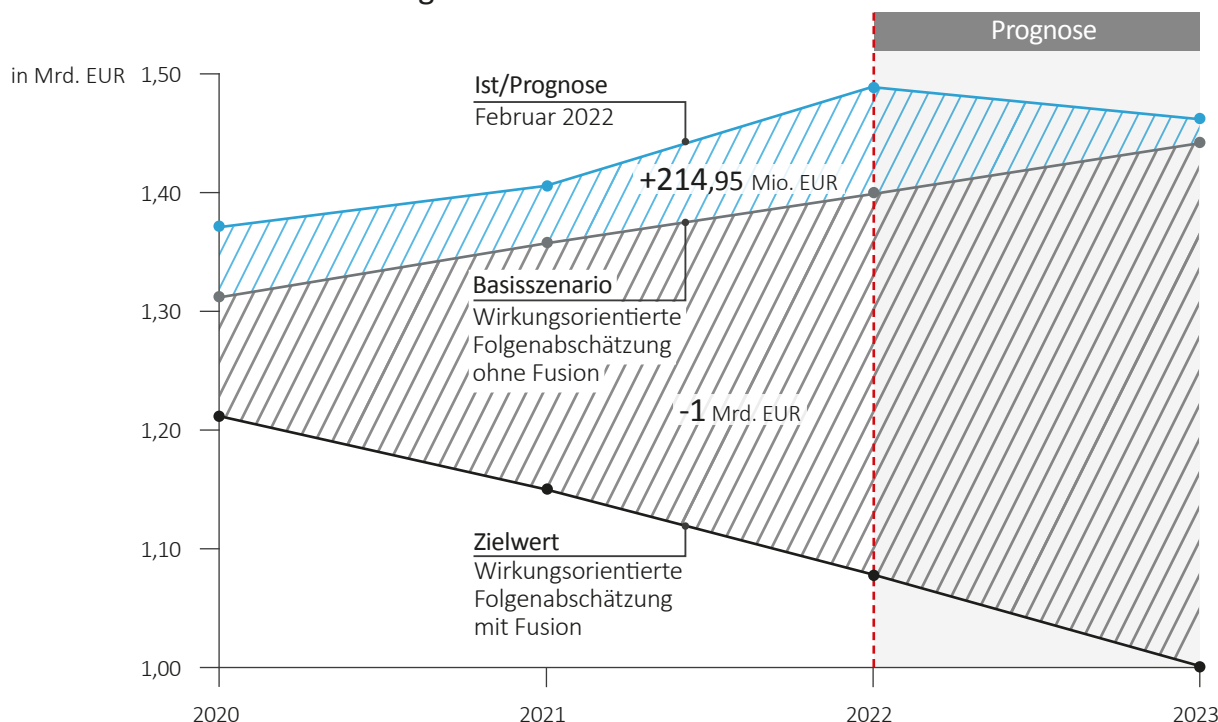 Prognose
in Mrd. EUR
1,50
Ist/Prognose
Februar 2022
+214,95 Mio. EUR
1,40
Basisszenario
1,30
Wirkungsorientierte
Folgenabschätzung
ohne Fusion
-1 Mrd. EUR
1,20
Zielwert
1,10
Wirkungsorientierte
Folgenabschätzung
mit Fusion
1,00
2020
2021
2022
2023